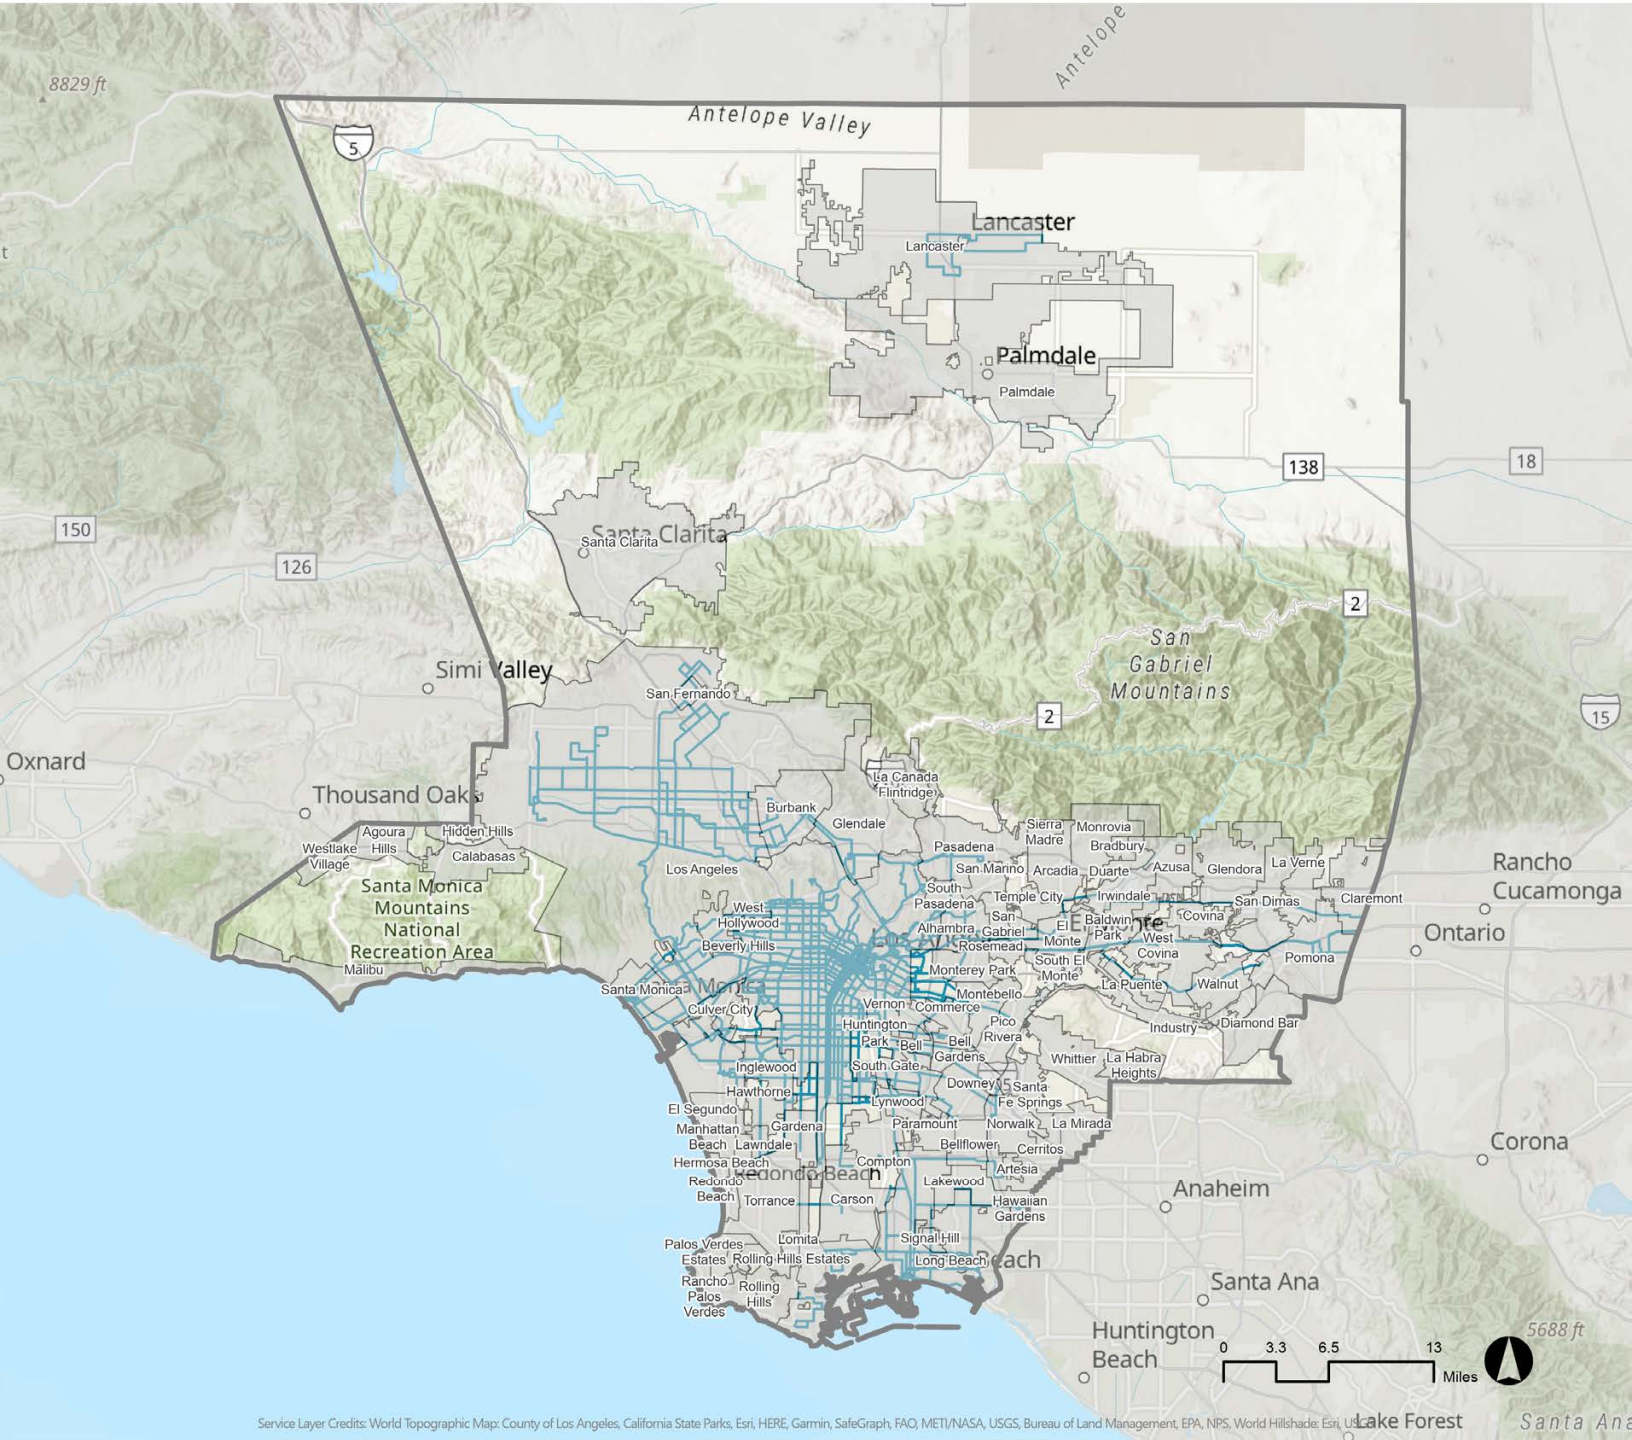 Antelope
8829 ft
Antelope Valley
5
Lancaster
Lancaster
Palmdale
Palmdale
138
18
150
Santa Clarita
Santa Clarita
126
2
San
Gabriel
Mountains
Simi Valley
San Fernando
2
15
Oxnard
Thousand Oaks
La Canada
Flintridge
Burbank
Glendale
Agoura
Hills
Hidden Hills
Westlake
Village
Calabasas
Sierra
Madre
Monrovia
Bradbury
Pasadena
Los Angeles
San Marino
Arcadia
Duarte
Azusa
Glendora
La Verne
Rancho
Cucamonga
Santa Monica
Mountains
National
Recreation Area
South
Pasadena
Temple City
Irwindale
San Dimas
Claremont
West
Hollywood
San
Gabriel
Baldwin
Park
Covina
Alhambra
El
Monte
El Monte
Ontario
Beverly Hills
Rosemead
West
Covina
Pomona
Malibu
Monterey Park
South El
Monte
La Puente
Walnut
Santa Monica
Santa Monica
Montebello
Culver City
Vernon
Commerce
Huntington
Park
Bell
Bell
Gardens
Pico
Rivera
Industry
Diamond Bar
Whittier
La Habra
Heights
Inglewood
South Gate
Hawthorne
Downey
Santa
Fe Springs
El Segundo
Lynwood
Manhattan
Beach
Lawndale
Gardena
Paramount
Norwalk
La Mirada
Bellflower
Cerritos
Corona
Hermosa Beach
Redondo Beach
Compton
Artesia
Redondo
Beach
Torrance
Carson
Lakewood
Hawaiian
Gardens
Anaheim
Palos Verdes
Estates
Lomita
Rolling Hills Estates
Signal Hill
Long Beach
Beach
Rancho
Palos
Verdes
Rolling
Hills
Santa Ana
Huntington
Beach
5688 ft
0 3.3 6.5 13
Miles
Service Layer Credits: World Topographic Map: County of Los Angeles, California State Parks, Esri, HERE, Garmin, SafeGraph, FAO, METI/NASA, USGS, Bureau of Land Management, EPA, NPS, World Hillshade: Esri, USGS
Lake Forest
Santa Ana